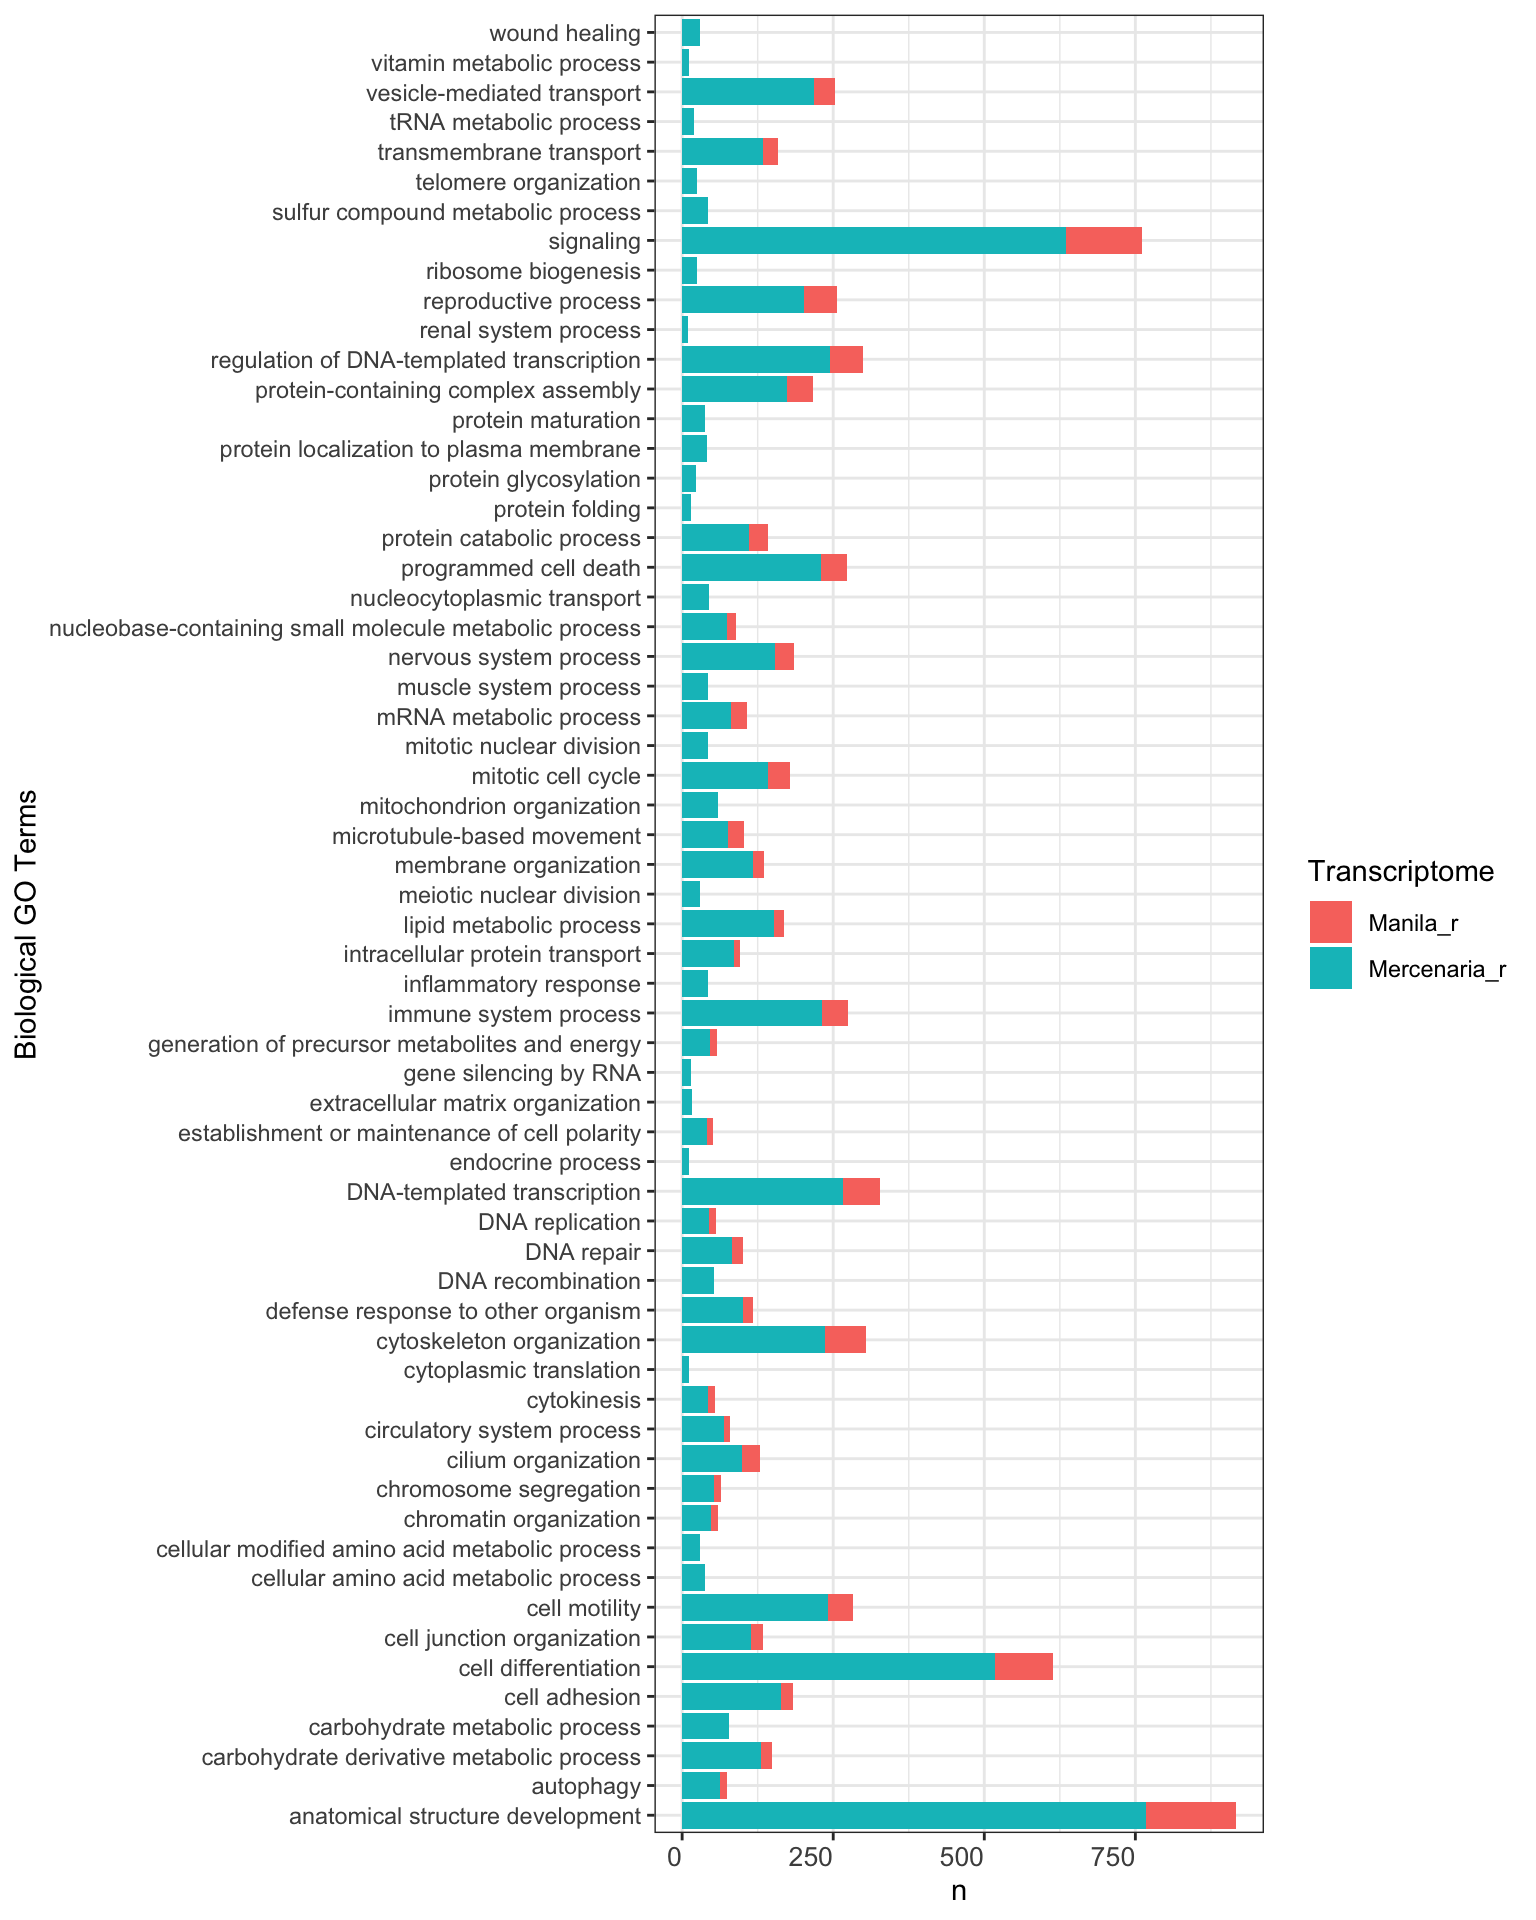 wound healing
vitamin metabolic process
vesicle-mediated transport
tRNA metabolic process
transmembrane transport
telomere organization
sulfur compound metabolic process
signaling
ribosome biogenesis
reproductive process
renal system process
regulation of DNA-templated transcription
protein-containing complex assembly
protein maturation
protein localization to plasma membrane
protein glycosylation
protein folding
protein catabolic process
programmed cell death
nucleocytoplasmic transport
nucleobase-containing small molecule metabolic process
nervous system process
muscle system process
mRNA metabolic process
mitotic nuclear division
mitotic cell cycle
mitochondrion organization
microtubule-based movement
membrane organization
meiotic nuclear division
lipid metabolic process
intracellular protein transport
inflammatory response
immune system process
generation of precursor metabolites and energy
gene silencing by RNA
extracellular matrix organization
establishment or maintenance of cell polarity
endocrine process
DNA-templated transcription
DNA replication
DNA repair
DNA recombination
defense response to other organism
cytoskeleton organization
cytoplasmic translation
cytokinesis
circulatory system process
cilium organization
chromosome segregation
chromatin organization
cellular modified amino acid metabolic process
cellular amino acid metabolic process
cell motility
cell junction organization
cell differentiation
cell adhesion
carbohydrate metabolic process
carbohydrate derivative metabolic process
autophagy
anatomical structure development
Biological GO Terms
0 250 500 750
n
Transcriptome
Manila_r
Mercenaria_r